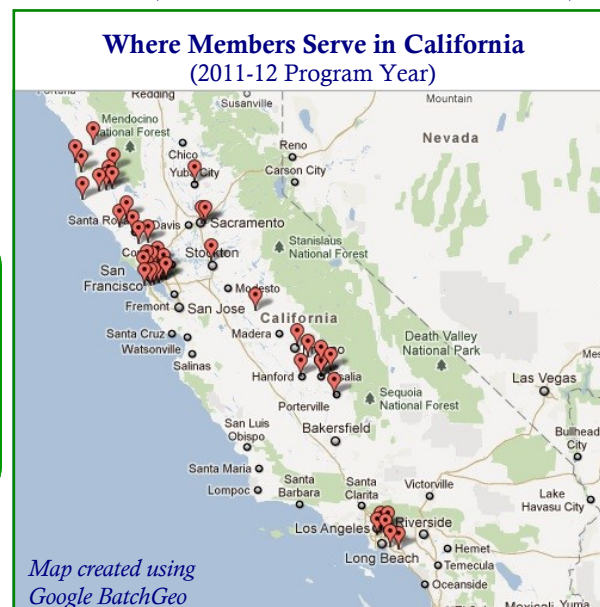 Where Members Serve in California
(2011-12 Program Year)
Redding
Susanville
Mountain
Mendocino
National Forest
Nevada
Chico
Reno
Yuba City
Carson City
Santa Rosa
Davis
Sacramento
Stanislaus
National Forest
Stockton
San
Francisco
Modesto
Fremont
San Jose
California
Santa Cruz
Madera
Death Valley
National Park
Watsonville
Salinas
Hanford
Las Vegas
Sequoia
National Forest
Porterville
San Luis
Obispo
Bakersfield
Bullhead
City
Santa Maria
Lompoc
Santa
Barbara
Santa
Clarita
Victorville
Lake
Havasu City
Los Angeles
Riverside
Long Beach
Hemet
Temecula
Oceanside
Mexicali
Yuma
Map created using
Google BatchGeo